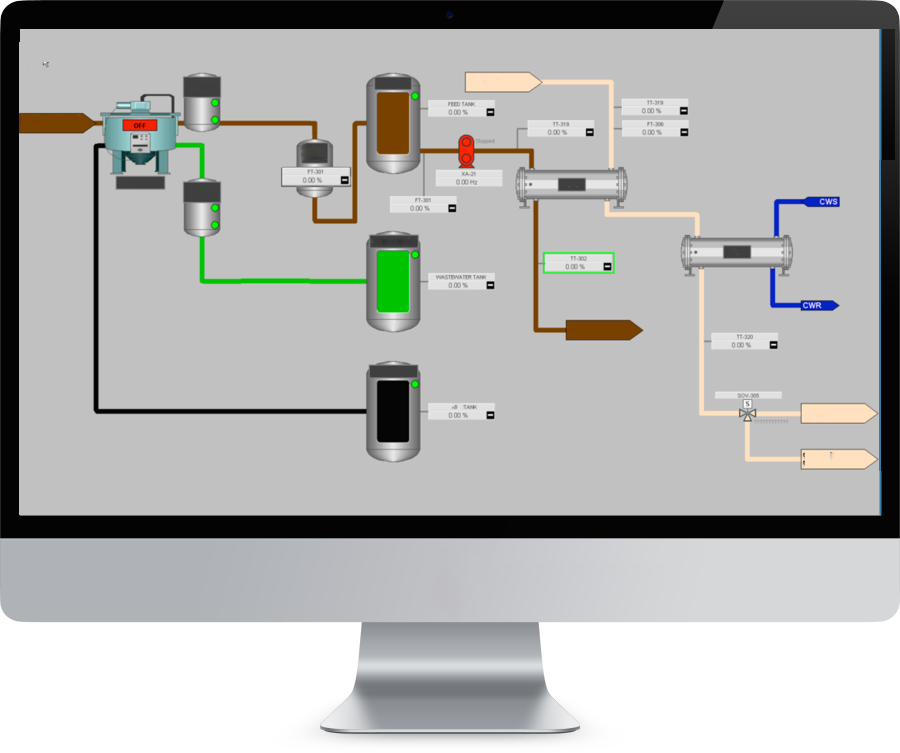 OFF
FEED TANK
0.00 %
TT-319
0.00 %
FT-306
0.00 %
TT-318
0.00 %
Stopped
XA-21
0.00 Hz
FT-301
0.00 %
FT-301
0.00 %
CWS
TT-302
0.00 %
WASTEWATER TANK
0.00 %
CWR
TT-320
0.00 %
SOV-305
S
TANK
0.00 %